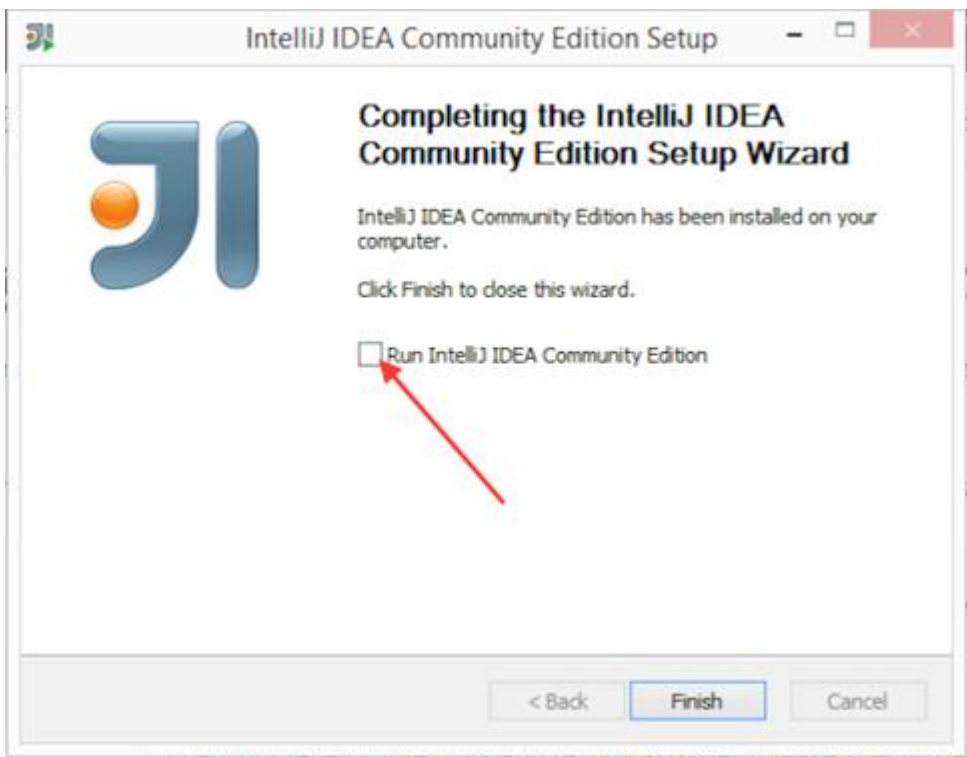 IntelliJ IDEA Community Edition Setup
Completing the IntelliJ IDEA
Community Edition Setup Wizard
IntelliJ IDEA Community Edition has been installed on your
computer.
Click Finish to close this wizard.
Run IntelliJ IDEA Community Edition
< Back
Finish
Cancel